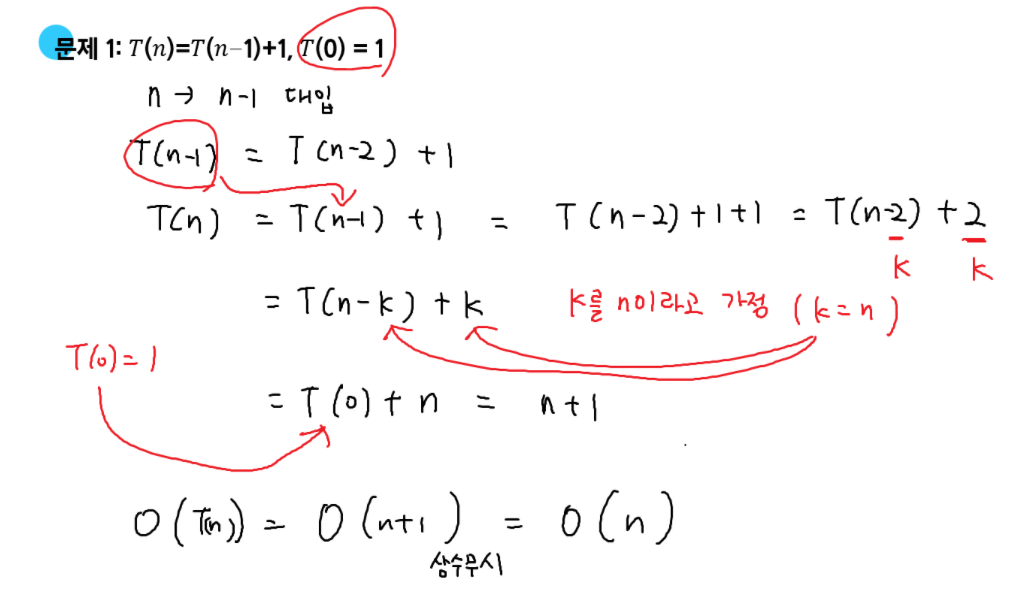 문제 1: T(n)=T(n-1)+1, T(0) = 1
n → n-1 대입
T(n-1) = T(n-2) +1
T(n) = T(n-1) +1 = T(n-2)+1+1 = T(n-2)+2
k k
= T(n-k)+k k를 n이라고 가정 (k=n)
T(0)=1
= T(0)+n = n+1
O(T(n)) = O(n+1) = O(n)
상수무시